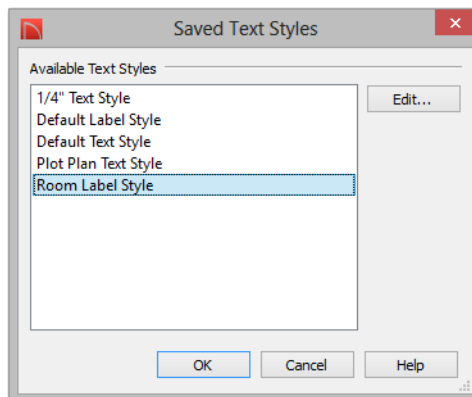 Saved Text Styles
Available Text Styles
1/4" Text Style
Default Label Style
Default Text Style
Plot Plan Text Style
Room Label Style
Edit...
OK
Cancel
Help